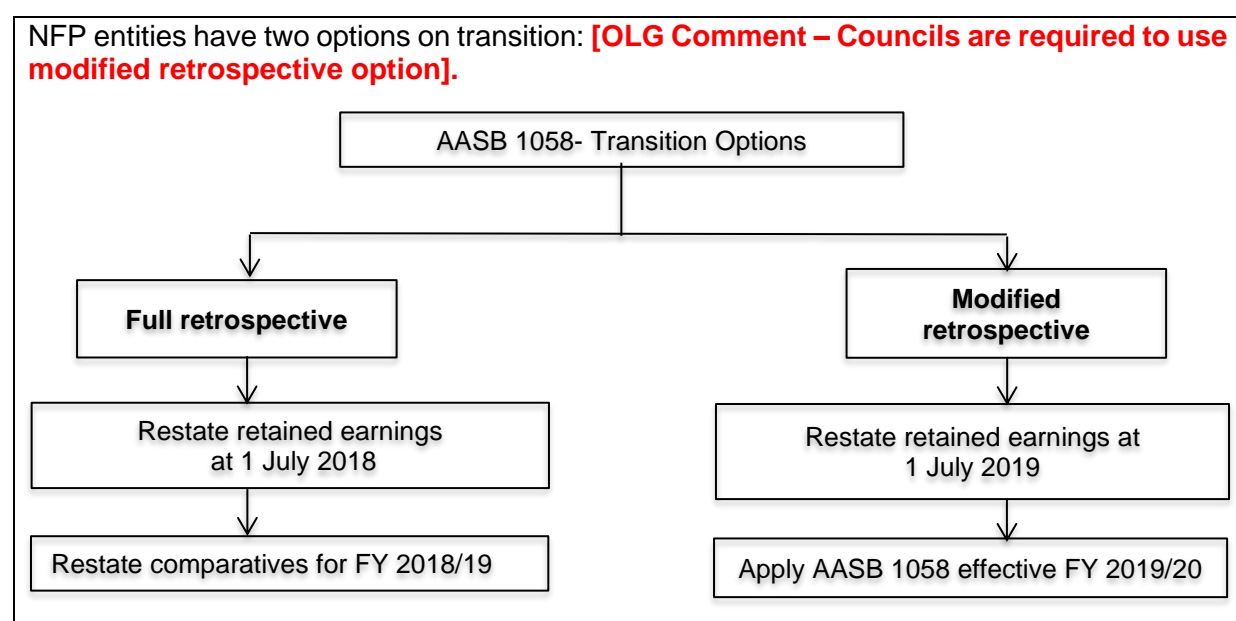 NFP entities have two options on transition: [OLG Comment – Councils are required to use
modified retrospective option].
AASB 1058- Transition Options
Full retrospective
Modified
retrospective
Restate retained earnings
at 1 July 2018
Restate retained earnings at
1 July 2019
Restate comparatives for FY 2018/19
Apply AASB 1058 effective FY 2019/20